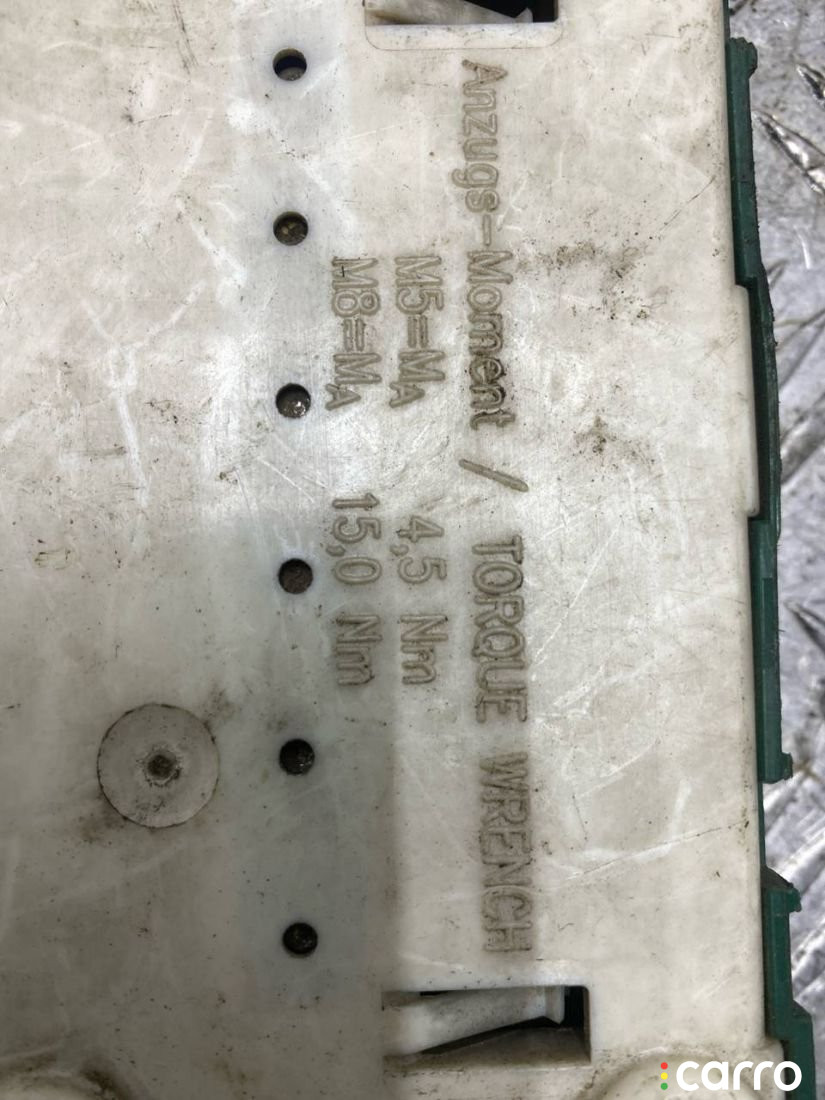 Anzugs-Moment / TORQUE WRENCH
M5=MA 4,5 Nm
M8=MA 15,0 Nm
carro